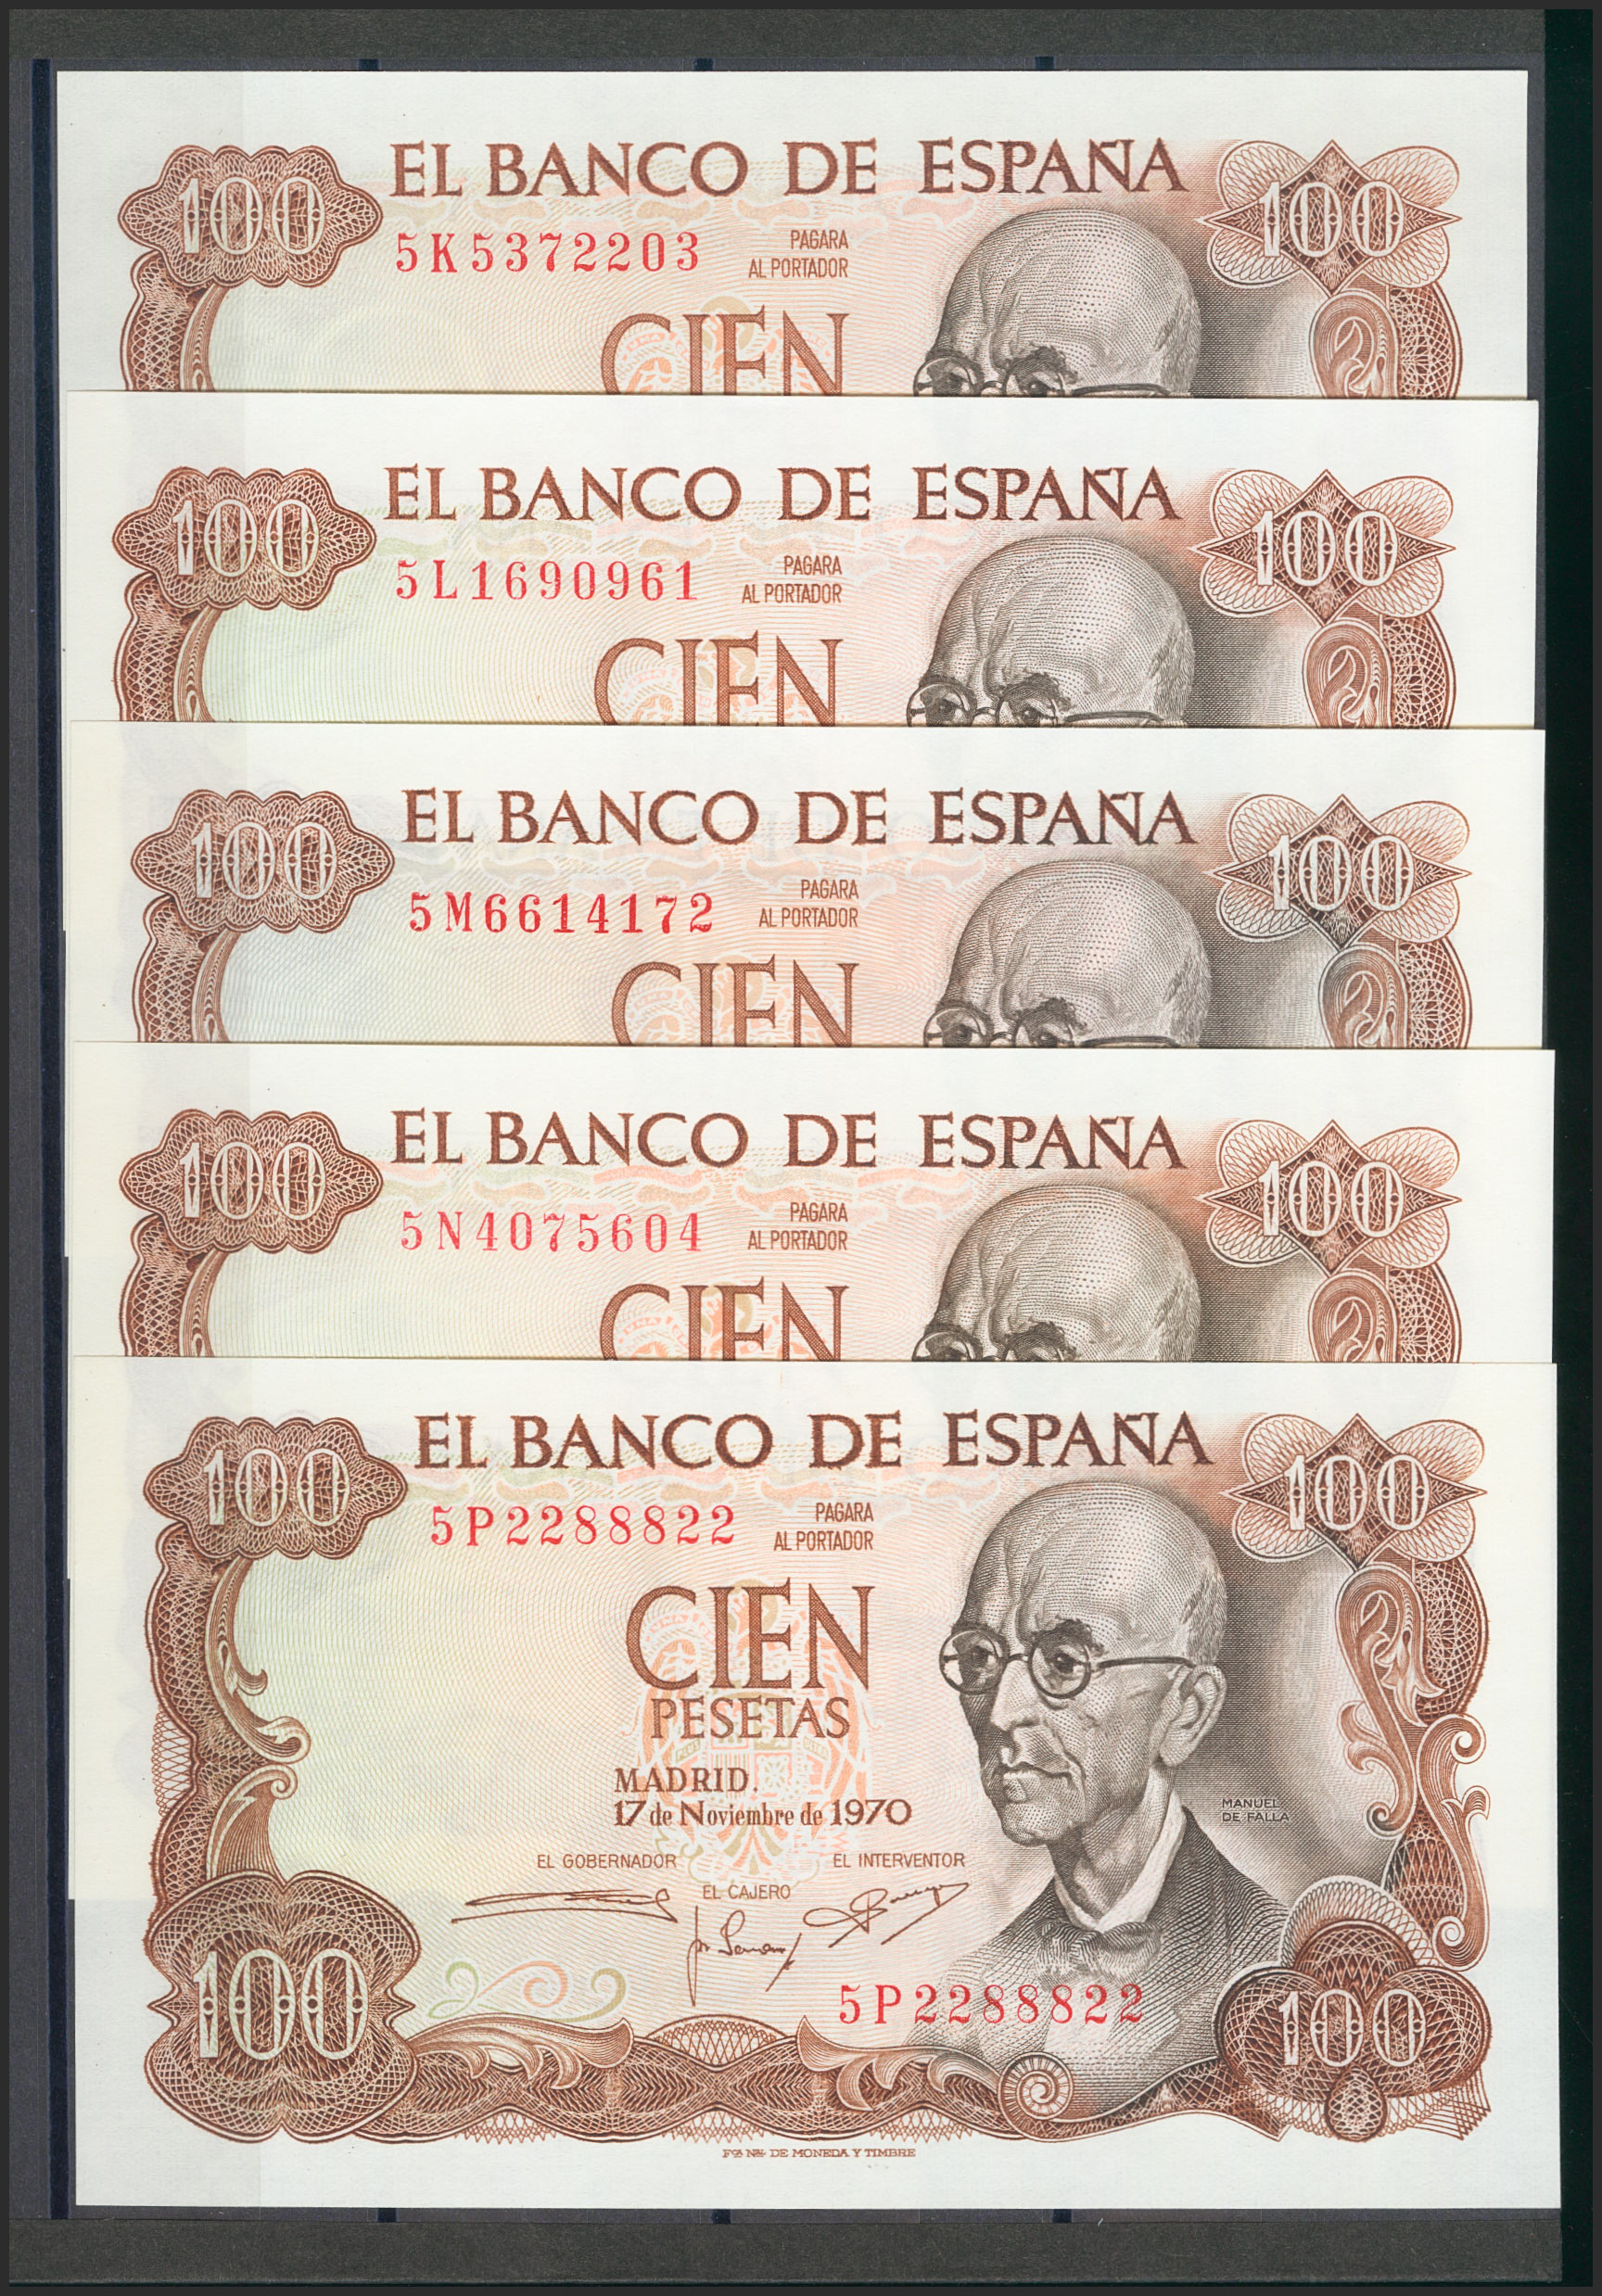 EL BANCO DE ESPAÑA
100
100
5K5372203
PAGARA
AL PORTADOR
CIEN
EL BANCO DE ESPAÑA
100
100
5L1690961
PAGARA
AL PORTADOR
CIEN
EL BANCO DE ESPAÑA
100
100
5M6614172
PAGARA
AL PORTADOR
CIEN
EL BANCO DE ESPAÑA
100
100
5N4075604
PAGARA
AL PORTADOR
CIEN
EL BANCO DE ESPAÑA
100
100
5P2288822
PAGARA
AL PORTADOR
CIEN
PESETAS
MADRID.
17 de Noviembre de 1970
MANUEL
DE FALLA
EL GOBERNADOR
EL INTERVENTOR
EL CAJERO
5P2288822
100
100
DE MONEDA Y TIMBRE